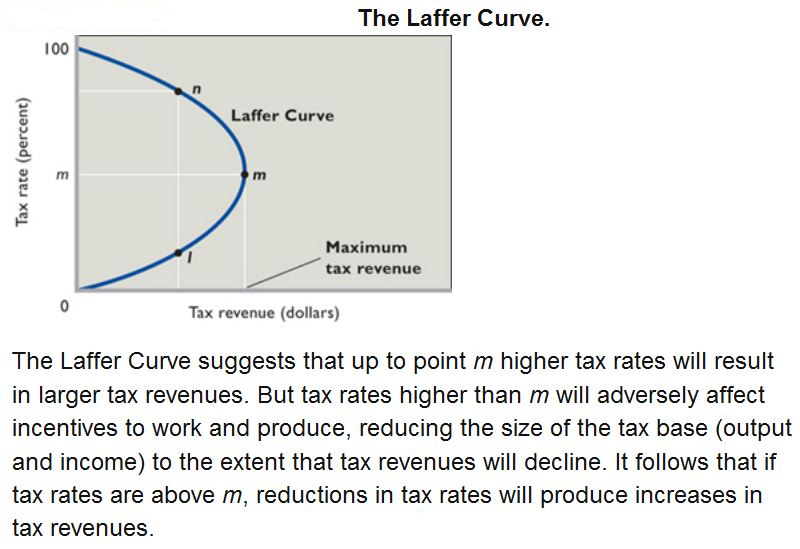 The Laffer Curve.
100
n
Laffer Curve
Tax rate (percent)
m
m
Maximum
tax revenue
l
0
Tax revenue (dollars)
The Laffer Curve suggests that up to point m higher tax rates will result
in larger tax revenues. But tax rates higher than m will adversely affect
incentives to work and produce, reducing the size of the tax base (output
and income) to the extent that tax revenues will decline. It follows that if
tax rates are above m, reductions in tax rates will produce increases in
tax revenues.